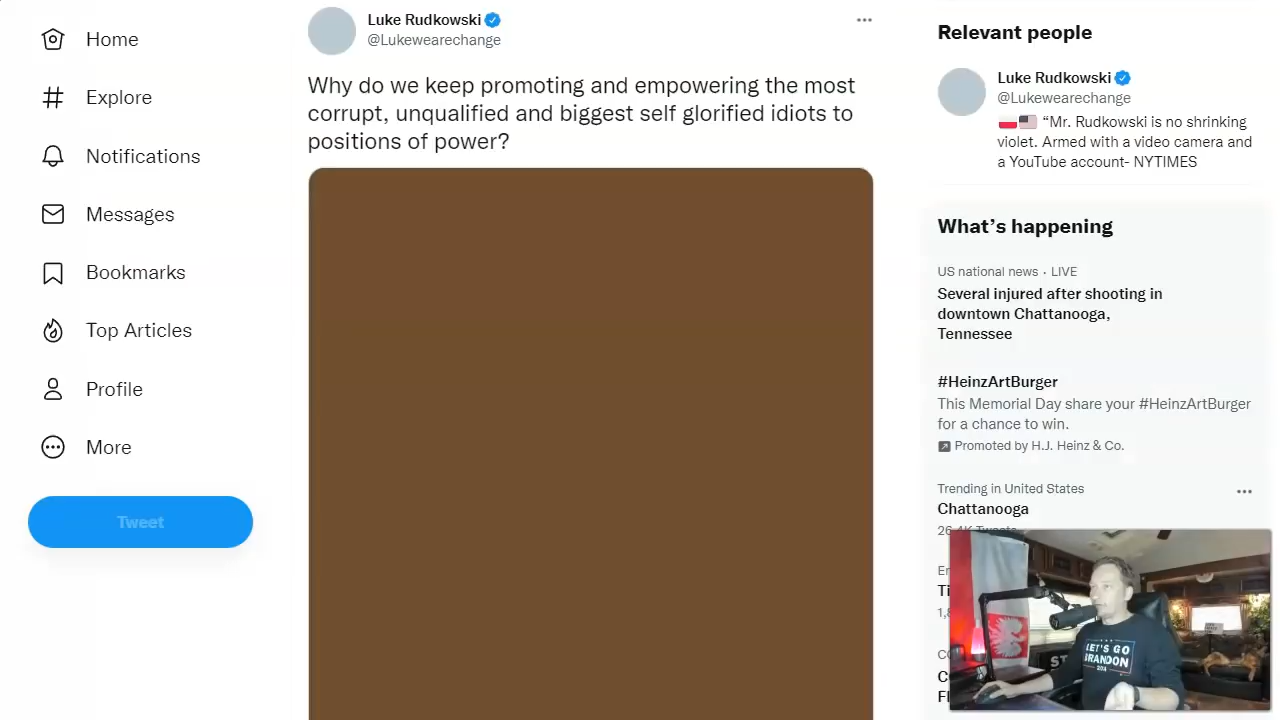 Home
Explore
Notifications
Messages
Bookmarks
Top Articles
Profile
More
Tweet
Luke Rudkowski
@Lukewearechange
Why do we keep promoting and empowering the most
corrupt, unqualified and biggest self glorified idiots to
positions of power?
Relevant people
Luke Rudkowski
@Lukewearechange
“Mr. Rudkowski is no shrinking
violet. Armed with a video camera and
a YouTube account- NYTIMES
What’s happening
US national news · LIVE
Several injured after shooting in
downtown Chattanooga,
Tennessee
#HeinzArtBurger
This Memorial Day share your #HeinzArtBurger
for a chance to win.
Promoted by H.J. Heinz & Co.
Trending in United States
Chattanooga
26.4K Tweets
LET'S GO
BRANDON